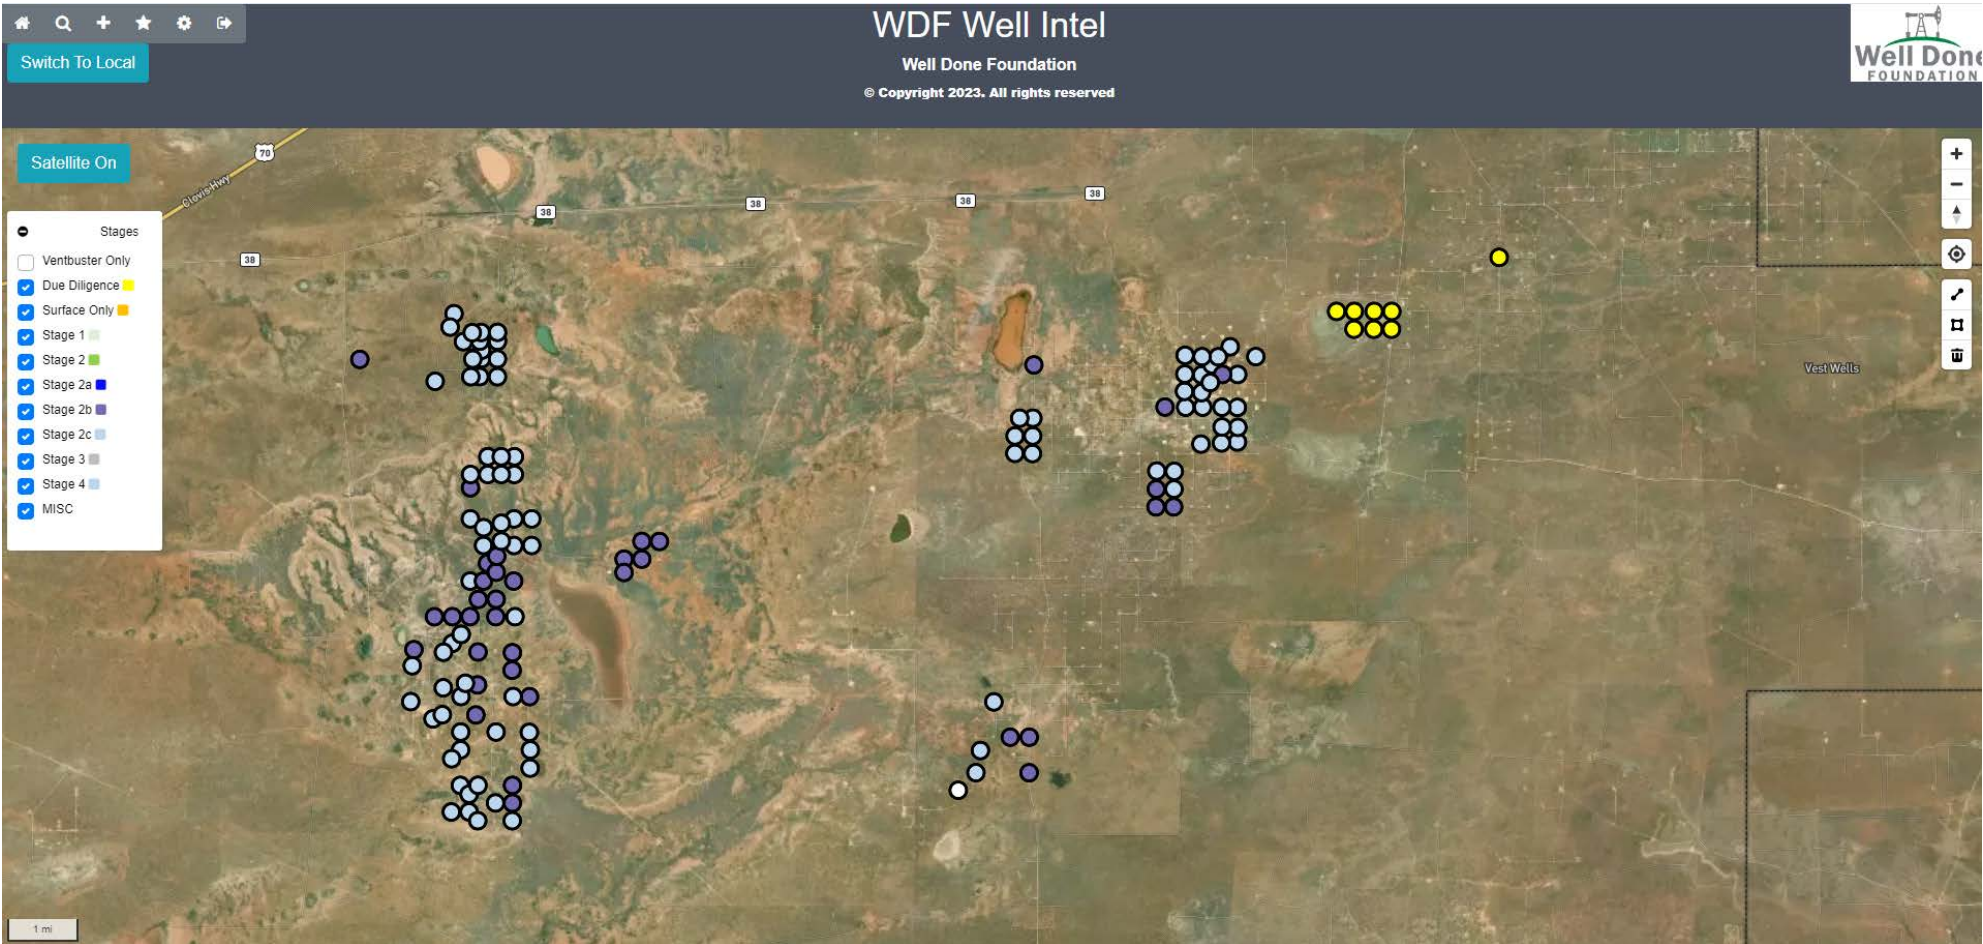 WDF Well Intel
Well Done Foundation
© Copyright 2023. All rights reserved
Switch To Local
Well Done
FOUNDATION
Satellite On
70
Clovis Hwy
38
38
38
38
38
Stages
Ventbuster Only
Due Diligence
Surface Only
Stage 1
Stage 2
Stage 2a
Stage 2b
Stage 2c
Stage 3
Stage 4
MISC
Vest Wells
1 mi